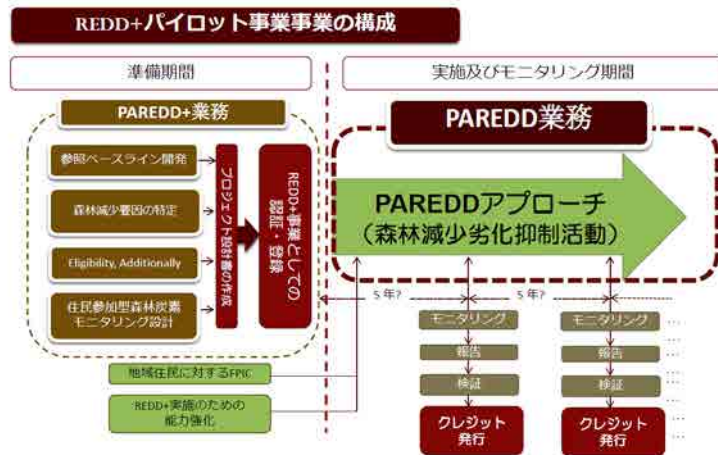 REDD+パイロット事業事業の構成
準備期間
実施及びモニタリング期間
PAREDD+業務
PAREDD業務
参照ベースライン開発
森林減少要因の特定
Eligibility, Additionally
住民参加型森林炭素
モニタリング設計
プロジェクト設計書の作成
REDD+事業としての
認証・登録
PAREDDアプローチ
（森林減少劣化抑制活動）
5 年?
5 年?
モニタリング
モニタリング
....
報告
報告
....
検証
検証
....
クレジット
発行
クレジット
発行
....
地域住民に対するFPIC
REDD+実施のための
能力強化